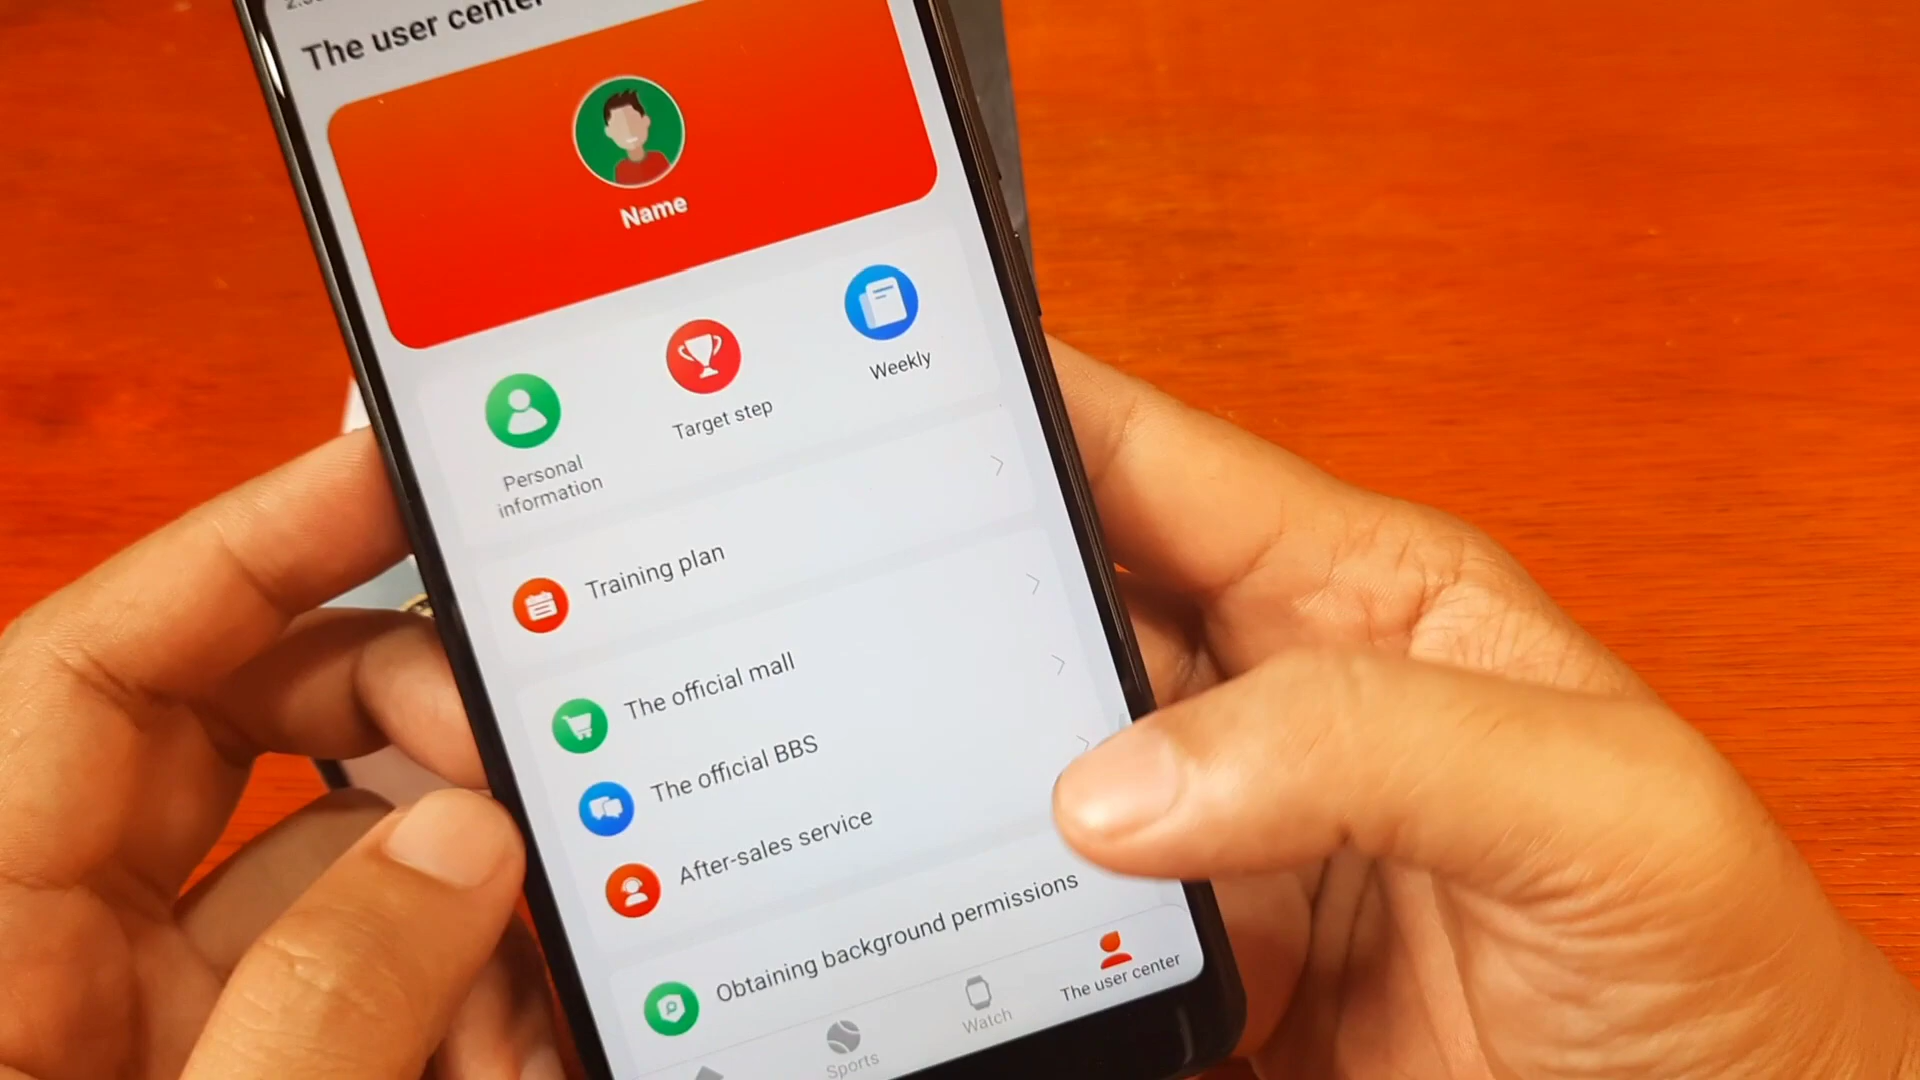 The user center
Name
Personal
information
Target step
Weekly
Training plan
The official mall
The official BBS
After-sales service
Obtaining background permissions
Sports
Watch
The user center